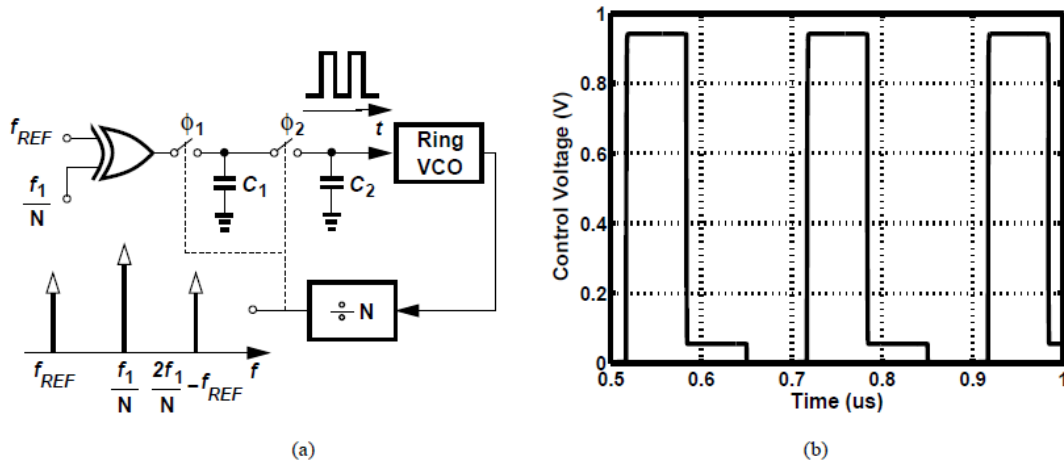 f_REF
f_1
N
ϕ_1
ϕ_2
t
C_1
C_2
Ring
VCO
÷ N
f_REF
f_1
N
2f_1
N
−f_REF
f
(a)
Control Voltage (V)
1
0.8
0.6
0.4
0.2
0
0.5
0.6
0.7
0.8
0.9
1
Time (us)
(b)